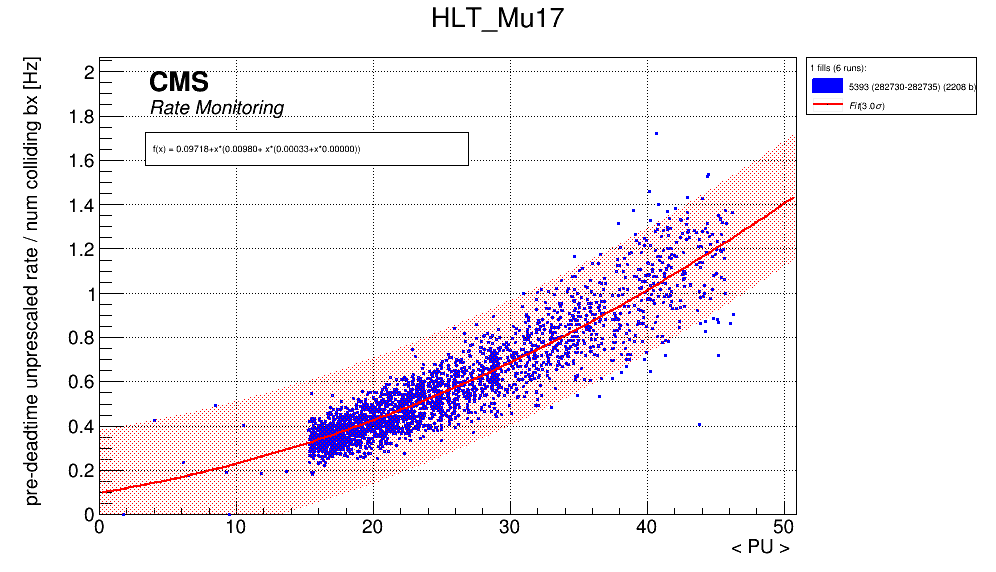 HLT_Mu17
pre-deadtime unprescaled rate / num colliding bx [Hz]
CMS
Rate Monitoring
f(x) = 0.09718+x*(0.00980+ x*(0.00033+x*0.00000))
1 fills (6 runs):
5393 (282730-282735) (2208 b)
Fit(3.0σ)
2
1.8
1.6
1.4
1.2
1
0.8
0.6
0.4
0.2
0
0 10 20 30 40 50
< PU >